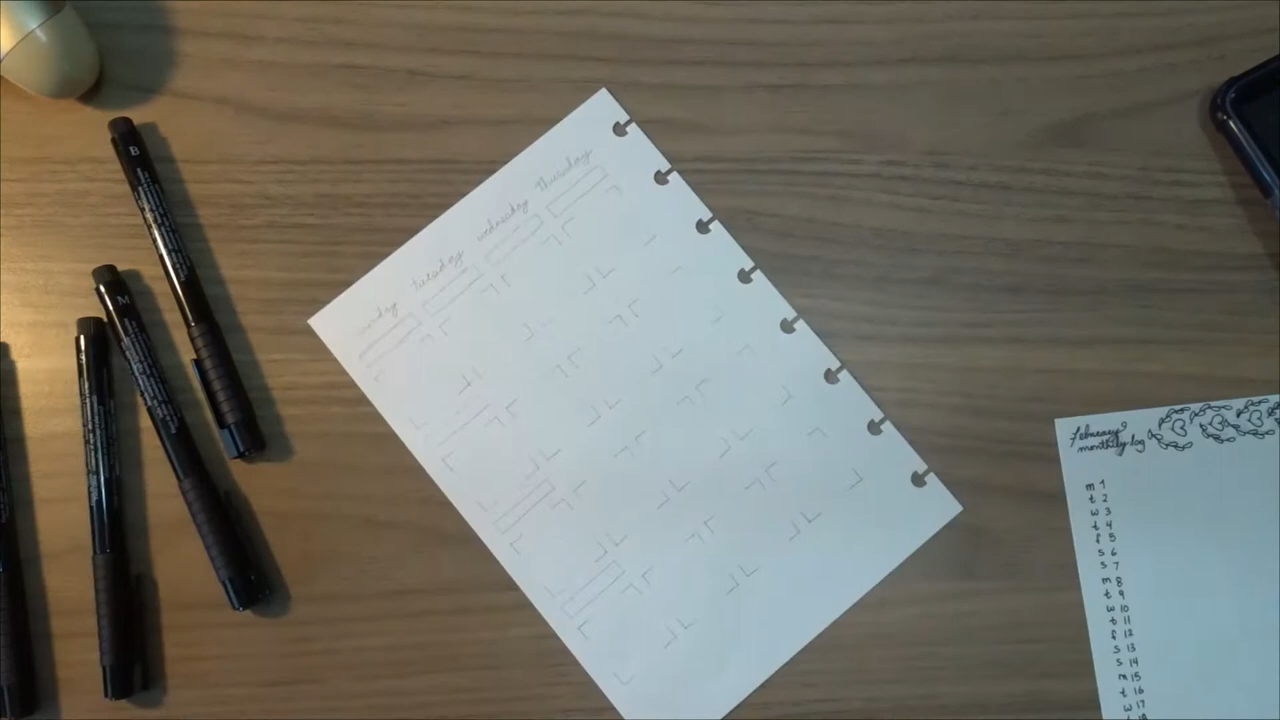 tuesday
wednesday
Thursday
B
M
S
February
monthly log
m 1
t 2
w 3
t 4
f 5
s 6
s 7
m 8
t 9
w 10
t 11
f 12
s 13
s 14
m 15
t 16
w 17